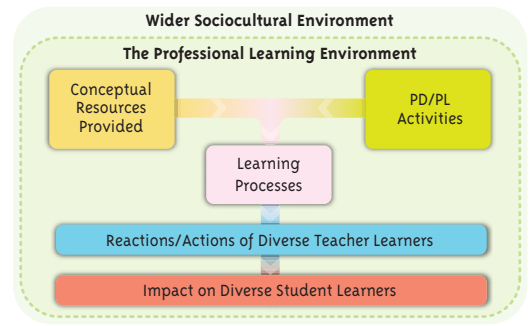 Wider Sociocultural Environment
The Professional Learning Environment
Conceptual
Resources
Provided
PD/PL
Activities
Learning
Processes
Reactions/Actions of Diverse Teacher Learners
Impact on Diverse Student Learners